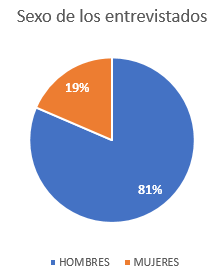 Sexo de los entrevistados
19%
81%
HOMBRES MUJERES